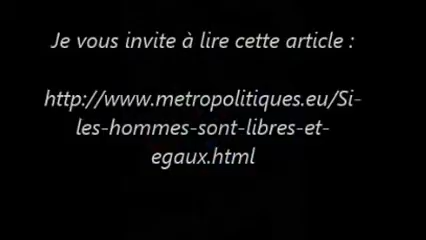 Je vous invite à lire cette article :
http://www.metropolitiques.eu/Si-
les-hommes-sont-libres-et-
egaux.html